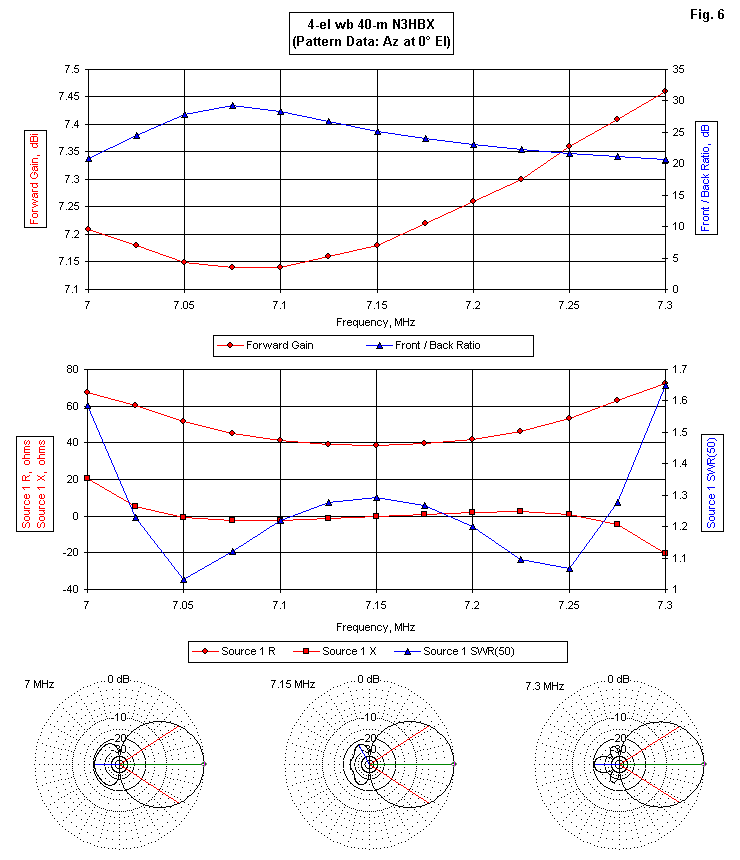 Fig. 6
4-el wb 40-m N3HBX
(Pattern Data: Az at 0° El)
7.5
7.45
7.4
7.35
7.3
7.25
7.2
7.15
7.1
Forward Gain, dBi
35
30
25
20
15
10
5
0
Front / Back Ratio, dB
7 7.05 7.1 7.15 7.2 7.25 7.3
Frequency, MHz
Forward Gain Front / Back Ratio
80
60
40
20
0
-20
-40
Source 1 R, ohms
Source 1 X, ohms
1.7
1.6
1.5
1.4
1.3
1.2
1.1
1
Source 1 SWR(50)
7 7.05 7.1 7.15 7.2 7.25 7.3
Frequency, MHz
Source 1 R Source 1 X Source 1 SWR(50)
7 MHz
0 dB
-10
-20
-30
7.15 MHz
0 dB
-10
-20
-30
7.3 MHz
0 dB
-10
-20
-30